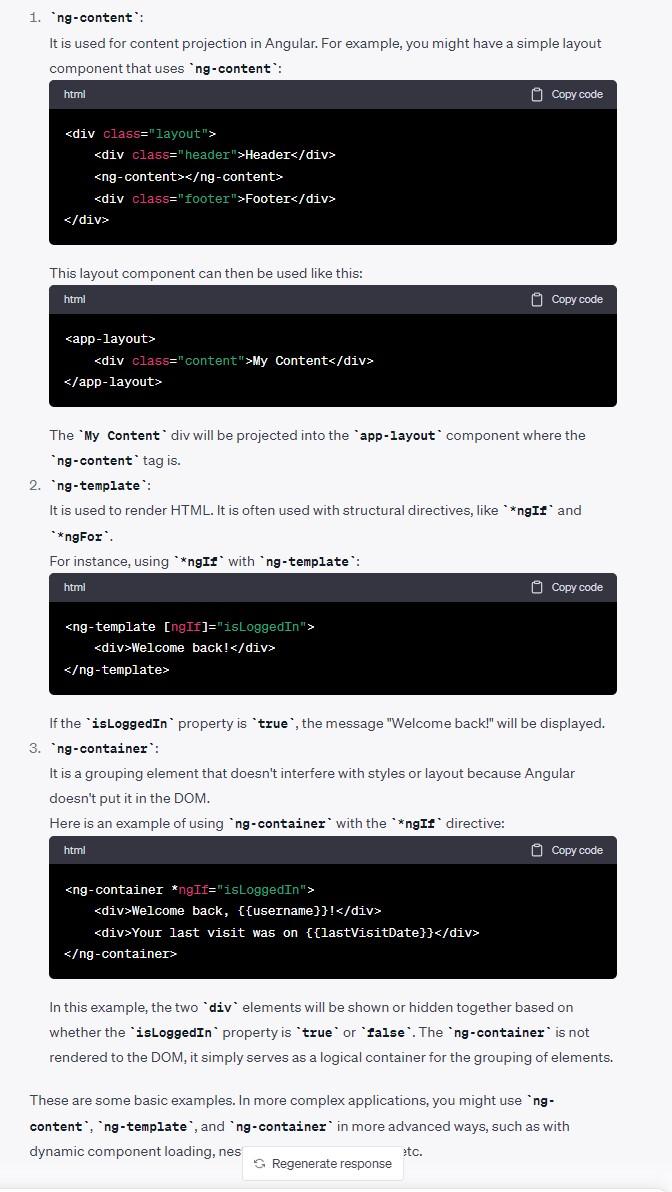 1. `ng-content`:
It is used for content projection in Angular. For example, you might have a simple layout
component that uses `ng-content`:
html Copy code
<div class="layout">
    <div class="header">Header</div>
    <ng-content></ng-content>
    <div class="footer">Footer</div>
</div>
This layout component can then be used like this:
html Copy code
<app-layout>
    <div class="content">My Content</div>
</app-layout>
The `My Content` div will be projected into the `app-layout` component where the
`ng-content` tag is.
2. `ng-template`:
It is used to render HTML. It is often used with structural directives, like `*ngIf` and
`*ngFor`.
For instance, using `*ngIf` with `ng-template`:
html Copy code
<ng-template [ngIf]="isLoggedIn">
    <div>Welcome back!</div>
</ng-template>
If the `isLoggedIn` property is `true`, the message "Welcome back!" will be displayed.
3. `ng-container`:
It is a grouping element that doesn't interfere with styles or layout because Angular
doesn't put it in the DOM.
Here is an example of using `ng-container` with the `*ngIf` directive:
html Copy code
<ng-container *ngIf="isLoggedIn">
    <div>Welcome back, {{username}}!</div>
    <div>Your last visit was on {{lastVisitDate}}</div>
</ng-container>
In this example, the two `div` elements will be shown or hidden together based on
whether the `isLoggedIn` property is `true` or `false`. The `ng-container` is not
rendered to the DOM, it simply serves as a logical container for the grouping of elements.
These are some basic examples. In more complex applications, you might use `ng-
content`, `ng-template`, and `ng-container` in more advanced ways, such as with
dynamic component loading, etc.
Regenerate response